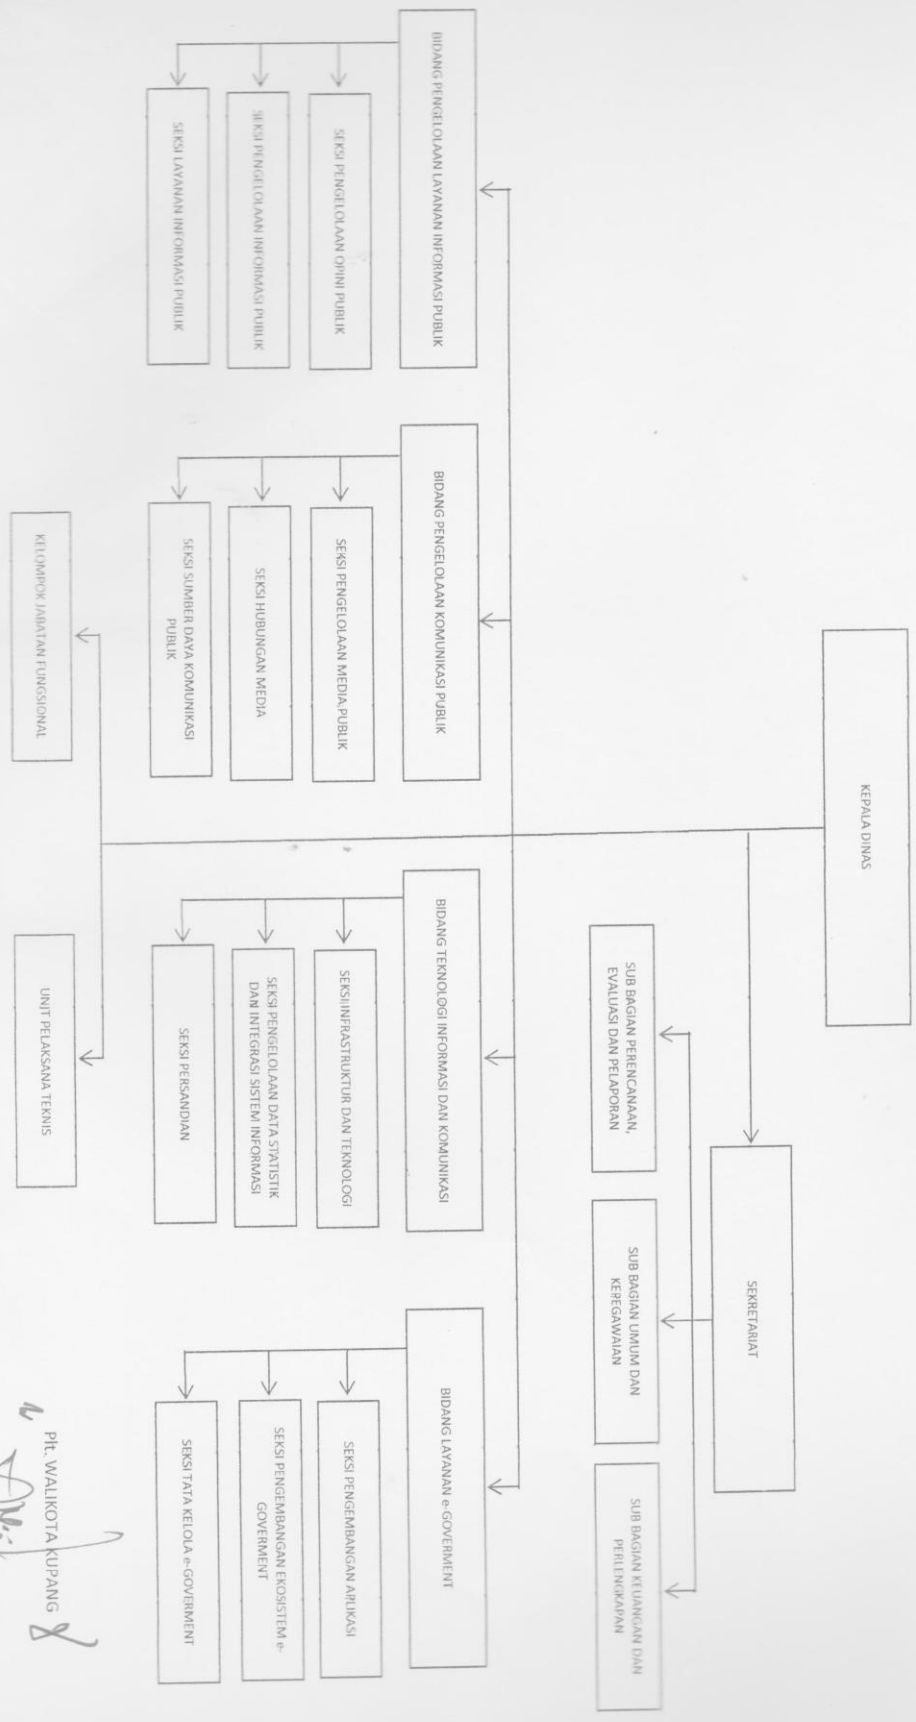 KEPALA DINAS
SEKRETARIAT
SUB BAGIAN PERENCANAAN,
EVALUASI DAN PELAPORAN
SUB BAGIAN UMUM DAN
KEPEGAWAIAN
SUB BAGIAN KEUANGAN DAN
PERLENGKAPAN
BIDANG PENGELOLAAN LAYANAN INFORMASI PUBLIK
SEKSI PENGELOLAAN OPINI PUBLIK
SEKSI PENGELOLAAN INFORMASI PUBLIK
SEKSI LAYANAN INFORMASI PUBLIK
BIDANG PENGELOLAAN KOMUNIKASI PUBLIK
SEKSI PENGELOLAAN MEDIA PUBLIK
SEKSI HUBUNGAN MEDIA
SEKSI SUMBER DAYA KOMUNIKASI
PUBLIK
BIDANG TEKNOLOGI INFORMASI DAN KOMUNIKASI
SEKSI INFRASTRUKTUR DAN TEKNOLOGI
SEKSI PENGELOLAAN DATA STATISTIK
DAN INTEGRASI SISTEM INFORMASI
SEKSI PERSANDIAN
BIDANG LAYANAN e-GOVERMENT
SEKSI PENGEMBANGAN APLIKASI
SEKSI PENGEMBANGAN EKOSISTEM e-
GOVERMENT
SEKSI TATA KELOLA e-GOVERMENT
KELOMPOK JABATAN FUNGSIONAL
UNIT PELAKSANA TEKNIS
Plt. WALIKOTA KUPANG